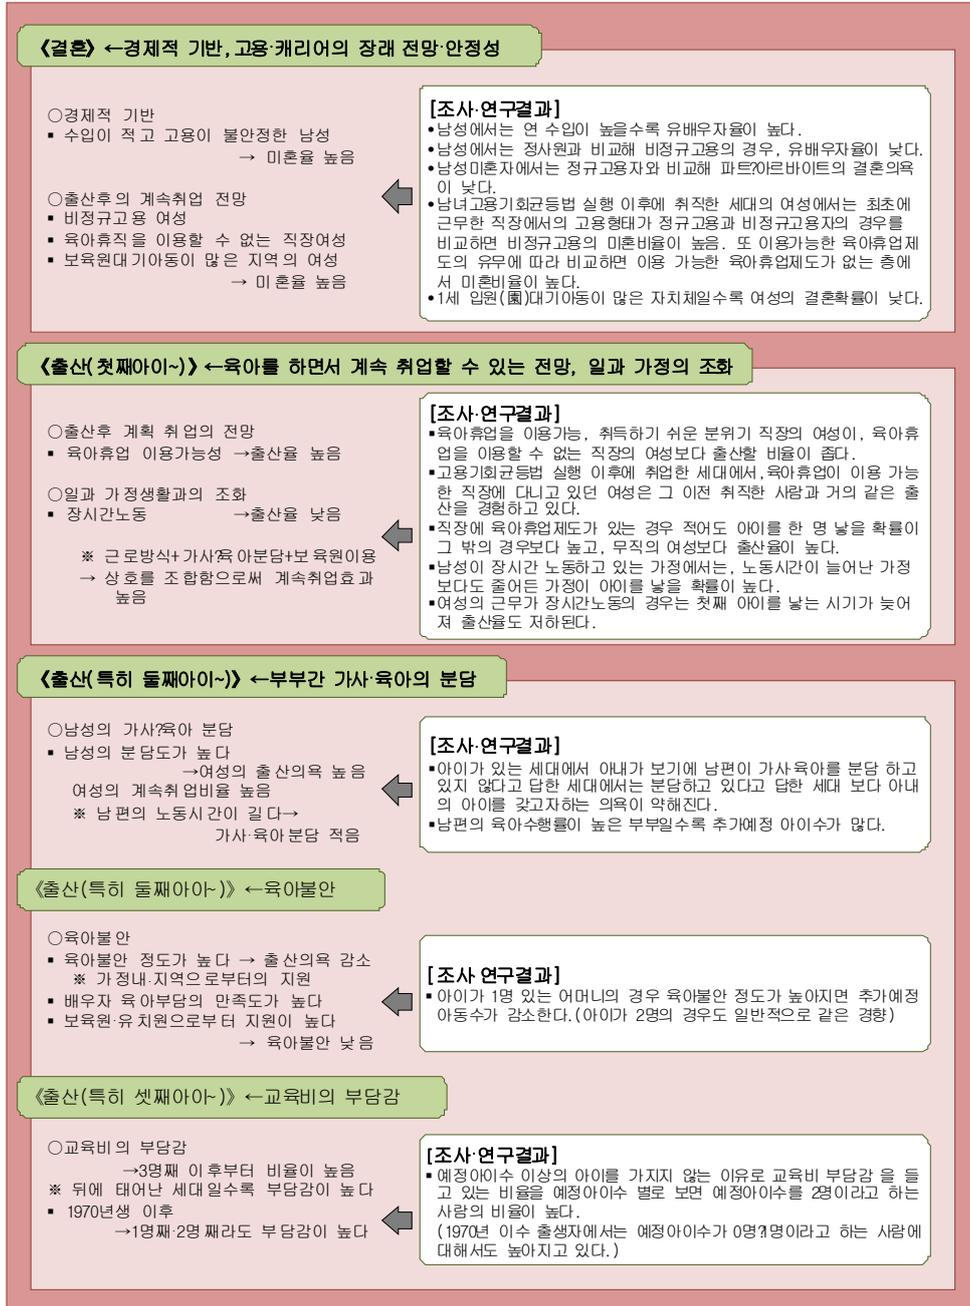 《결혼》 ←경제적 기반, 고용·캐리어의 장래 전망·안정성
○경제적 기반
▪ 수입이 적고 고용이 불안정한 남성
→ 미혼율 높음
○출산후의 계속취업 전망
▪ 비정규고용 여성
▪ 육아휴직을 이용할 수 없는 직장여성
▪ 보육원대기아동이 많은 지역의 여성
→ 미혼율 높음
[조사·연구결과]
•남성에서는 연 수입이 높을수록 유배우자율이 높다.
•남성에서는 정사원과 비교해 비정규고용의 경우, 유배우자율이 낮다.
•남성미혼자에서는 정규고용자와 비교해 파트?아르바이트의 결혼의욕
이 낮다.
•남녀고용기회균등법 실행 이후에 취직한 세대의 여성에서는 최초에
근무한 직장에서의 고용형태가 정규고용과 비정규고용자의 경우를
비교하면 비정규고용의 미혼비율이 높음. 또 이용가능한 육아휴업제
도의 유무에 따라 비교하면 이용 가능한 육아휴업제도가 없는 층에
서 미혼비율이 높다.
•1세 입원(園)대기아동이 많은 자치체일수록 여성의 결혼확률이 낮다.
《출산(첫째아이~)》 ←육아를 하면서 계속 취업할 수 있는 전망, 일과 가정의 조화
○출산후 계획 취업의 전망
▪ 육아휴업 이용가능성 →출산율 높음
○일과 가정생활과의 조화
▪ 장시간노동 →출산율 낮음
※ 근로방식+가사?육아분담+보육원이용
→ 상호를 조합함으로써 계속취업효과
높음
[조사·연구결과]
▪육아휴업을 이용가능, 취득하기 쉬운 분위기 직장의 여성이, 육아휴
업을 이용할 수 없는 직장의 여성보다 출산할 비율이 좁다.
▪고용기회균등법 실행 이후에 취업한 세대에서,육아휴업이 이용 가능
한 직장에 다니고 있던 여성은 그 이전 취직한 사람과 거의 같은 출
산을 경험하고 있다.
▪직장에 육아휴업제도가 있는 경우 적어도 아이를 한 명 낳을 확률이
그 밖의 경우보다 높고, 무직의 여성보다 출산율이 높다.
▪남성이 장시간 노동하고 있는 가정에서는, 노동시간이 늘어난 가정
보다도 줄어든 가정이 아이를 낳을 확률이 높다.
▪여성의 근무가 장시간노동의 경우는 첫째 아이를 낳는 시기가 늦어
져 출산율도 저하된다.
《출산(특히 둘째아이~)》 ←부부간 가사·육아의 분담
○남성의 가사?육아 분담
▪ 남성의 분담도가 높다
→여성의 출산의욕 높음
여성의 계속취업비율 높음
※ 남편의 노동시간이 길다→
가사·육아분담 적음
[조사·연구결과]
▪아이가 있는 세대에서 아내가 보기에 남편이 가사·육아를 분담 하고
있지 않다고 답한 세대에서는 분담하고 있다고 답한 세대 보다 아내
의 아이를 갖고자하는 의욕이 약해진다.
▪남편의 육아수행률이 높은 부부일수록 추가예정 아이수가 많다.
《출산(특히 둘째아이~)》 ←육아불안
○육아불안
▪ 육아불안 정도가 높다 → 출산의욕 감소
※ 가정내·지역으로부터의 지원
▪ 배우자 육아부담의 만족도가 높다
▪ 보육원·유치원으로부터 지원이 높다
→ 육아불안 낮음
[조사·연구결과]
▪ 아이가 1명 있는 어머니의 경우 육아불안 정도가 높아지면 추가예정
아동수가 감소한다.(아이가 2명의 경우도 일반적으로 같은 경향)
《출산(특히 셋째아이~)》 ←교육비의 부담감
○교육비의 부담감
→3명째 이후부터 비율이 높음
※ 뒤에 태어난 세대일수록 부담감이 높다
▪ 1970년생 이후
→1명째·2명째라도 부담감이 높다
[조사·연구결과]
▪ 예정아이수 이상의 아이를 가지지 않는 이유로 교육비 부담감 을 들
고 있는 비율을 예정아이수 별로 보면 예정아이수를 2명이라고 하는
사람의 비율이 높다.
(1970년 이수 출생자에서는 예정아이수가 0명?1명이라고 하는 사람에
대해서도 높아지고 있다.)